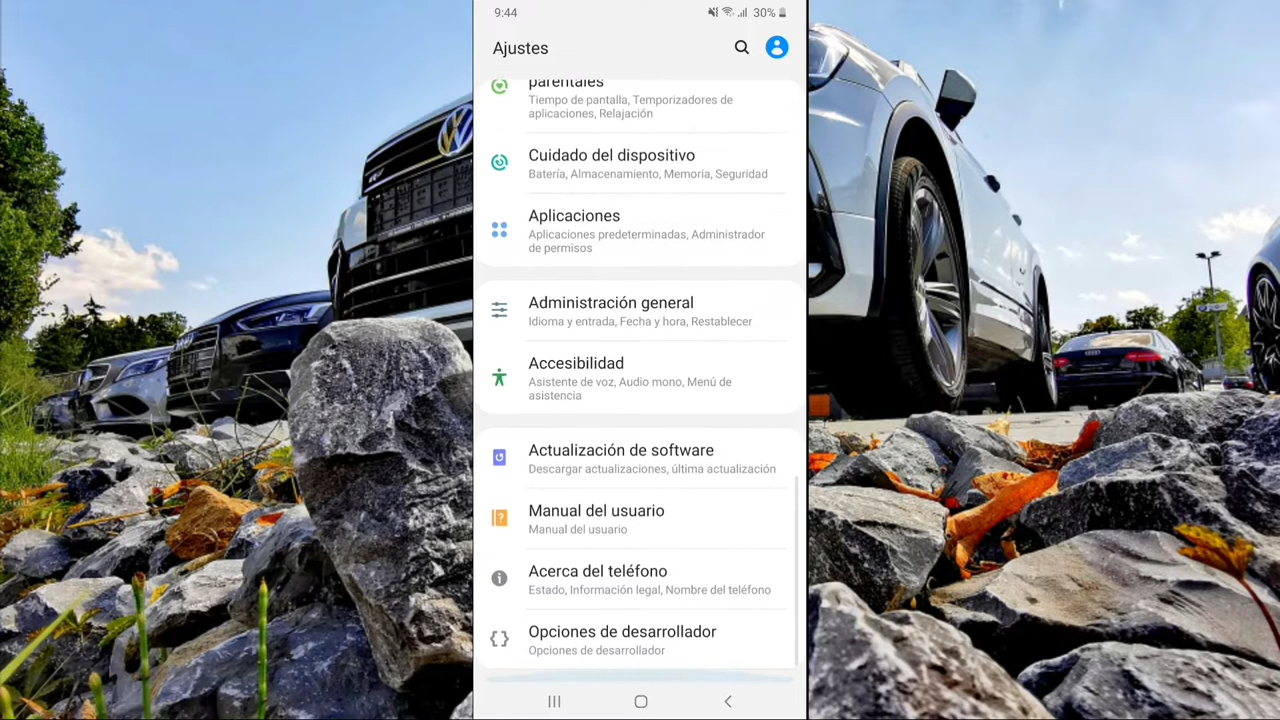 9:44
30%
Ajustes
parentales
Tiempo de pantalla, Temporizadores de
aplicaciones, Relajación
Cuidado del dispositivo
Batería, Almacenamiento, Memoria, Seguridad
Aplicaciones
Aplicaciones predeterminadas, Administrador
de permisos
Administración general
Idioma y entrada, Fecha y hora, Restablecer
Accesibilidad
Asistente de voz, Audio mono, Menú de
asistencia
Actualización de software
Descargar actualizaciones, última actualización
Manual del usuario
Manual del usuario
Acerca del teléfono
Estado, Información legal, Nombre del teléfono
Opciones de desarrollador
Opciones de desarrollador